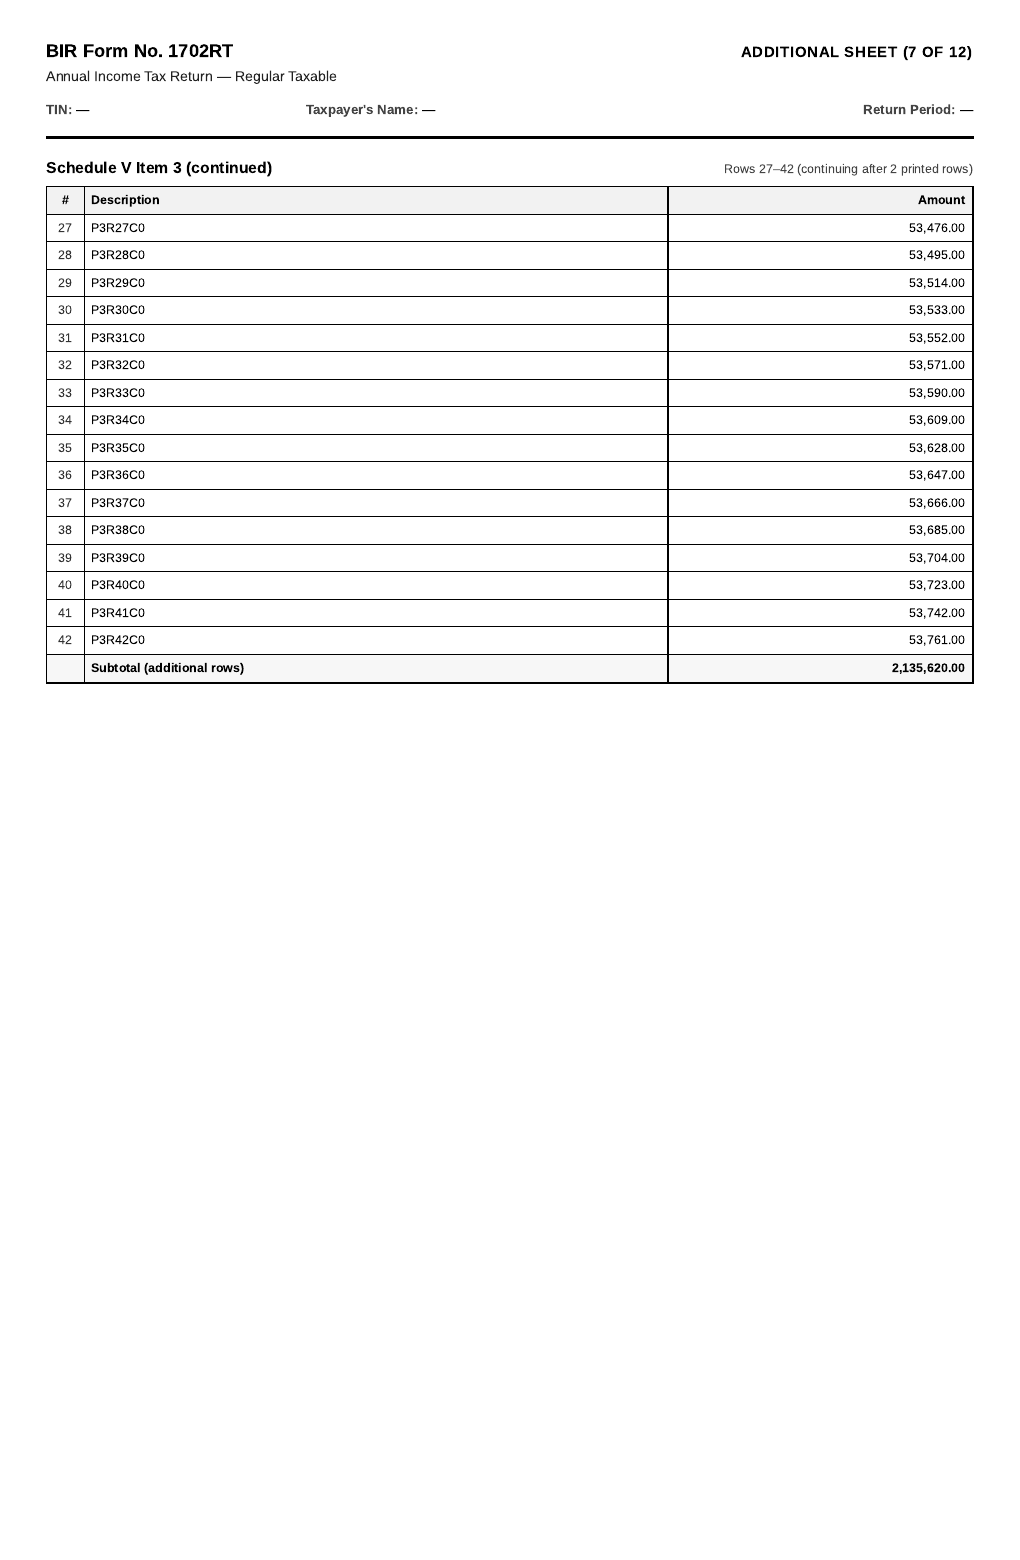 BIR Form No. 1702RT
ADDITIONAL SHEET (7 OF 12)
Annual Income Tax Return — Regular Taxable
TIN: — Taxpayer's Name: — Return Period: —
Schedule V Item 3 (continued) Rows 27–42 (continuing after 2 printed rows)
# Description Amount
27 P3R27C0 53,476.00
28 P3R28C0 53,495.00
29 P3R29C0 53,514.00
30 P3R30C0 53,533.00
31 P3R31C0 53,552.00
32 P3R32C0 53,571.00
33 P3R33C0 53,590.00
34 P3R34C0 53,609.00
35 P3R35C0 53,628.00
36 P3R36C0 53,647.00
37 P3R37C0 53,666.00
38 P3R38C0 53,685.00
39 P3R39C0 53,704.00
40 P3R40C0 53,723.00
41 P3R41C0 53,742.00
42 P3R42C0 53,761.00
Subtotal (additional rows) 2,135,620.00